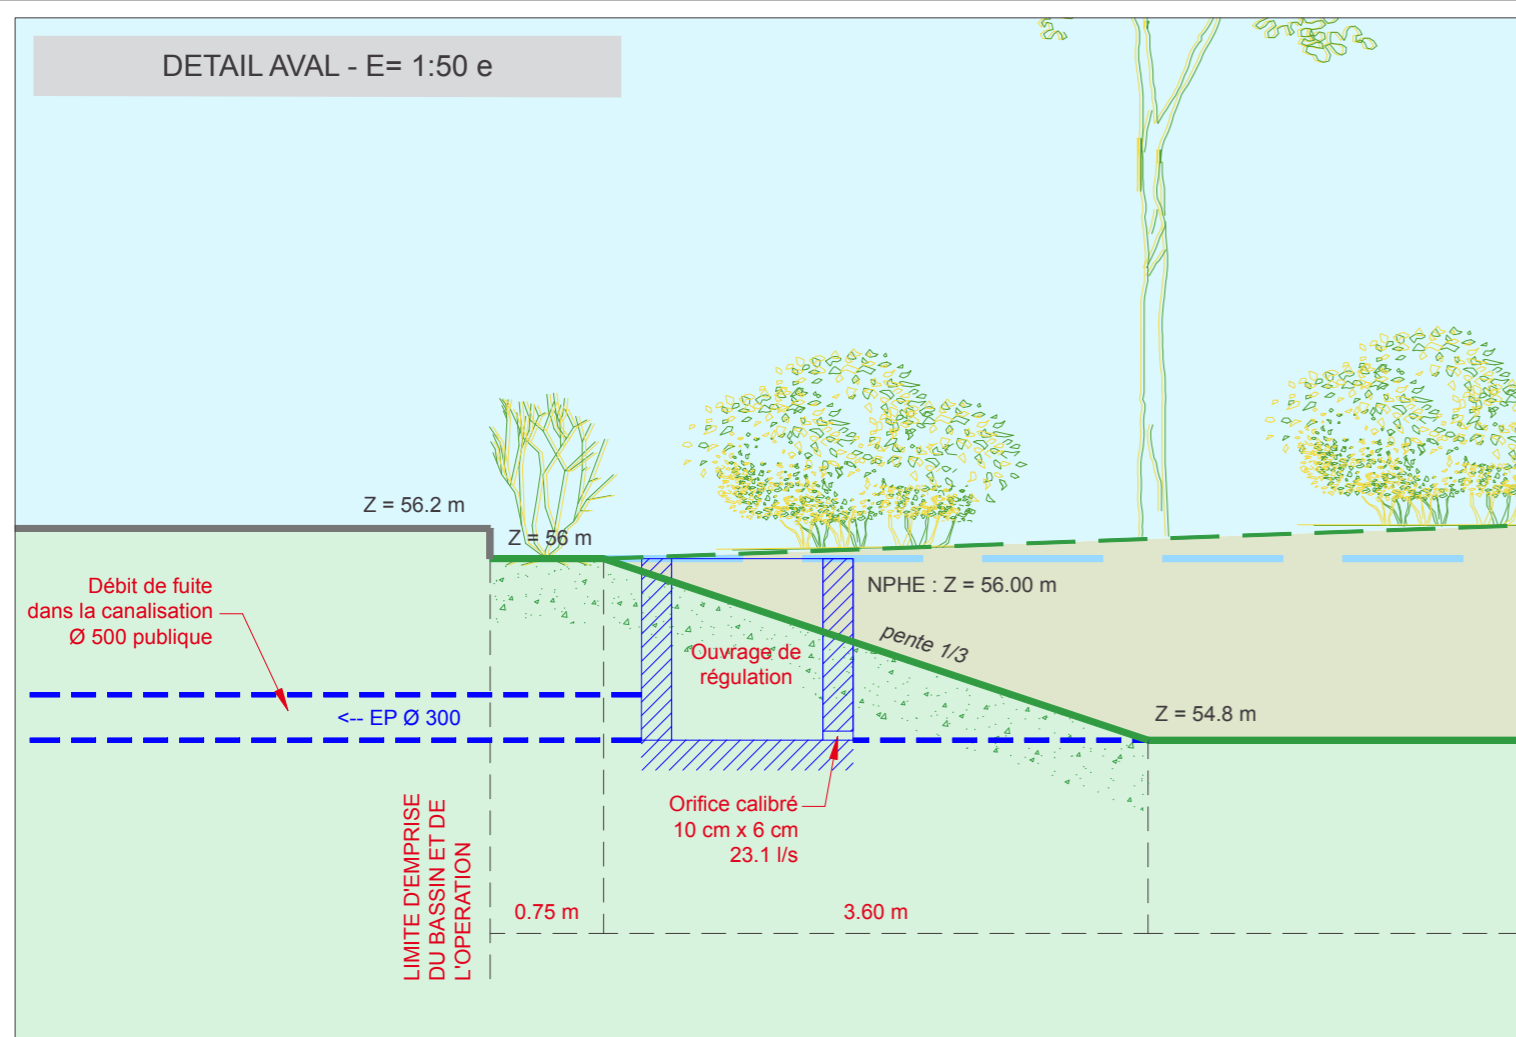 DETAIL AVAL - E= 1:50 e
Z = 56.2 m
Z = 56 m
Débit de fuite
dans la canalisation
Ø 500 publique
NPHE : Z = 56.00 m
pente 1/3
Ouvrage de
régulation
<-- EP Ø 300
Z = 54.8 m
Orifice calibré
10 cm x 6 cm
23.1 l/s
LIMITE D'EMPRISE
DU BASSIN ET DE
L'OPERATION
0.75 m
3.60 m